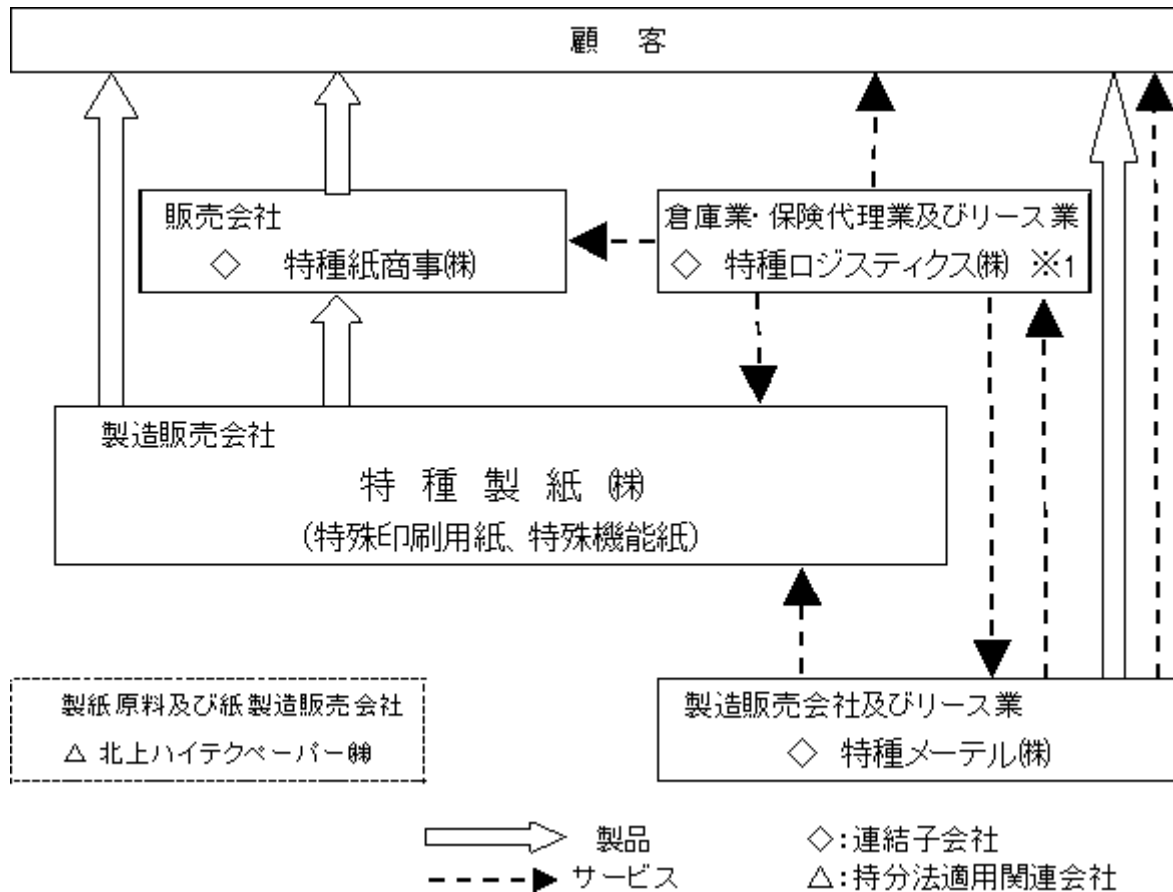 顧 客
販売会社
◇ 特種紙商事㈱
倉庫業・保険代理業及びリース業
◇ 特種ロジスティクス㈱ ※1
製造販売会社
特 種 製 紙 ㈱
(特殊印刷用紙、特殊機能紙)
製紙原料及び紙製造販売会社
△ 北上ハイテクペーパー㈱
製造販売会社及びリース業
◇ 特種メーテル㈱
製品
◇:連結子会社
サービス
△:持分法適用関連会社